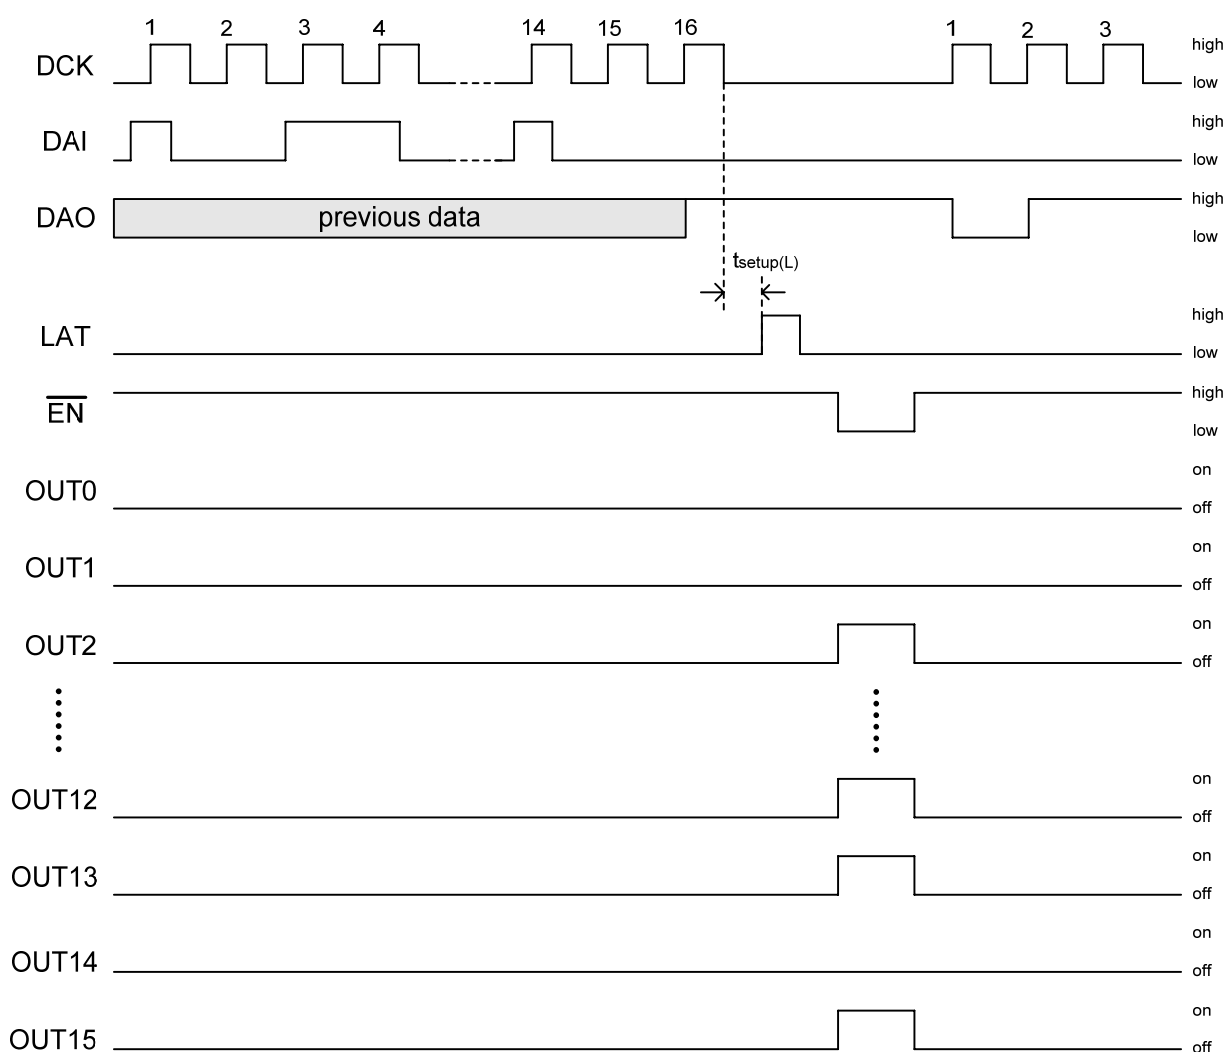 1 2 3 4 14 15 16 1 2 3
DCK high
low
DAI high
low
DAO previous data high
low
tsetup(L)
LAT high
low
EN high
low
OUT0 on
off
OUT1 on
off
OUT2 on
off
OUT12 on
off
OUT13 on
off
OUT14 on
off
OUT15 on
off